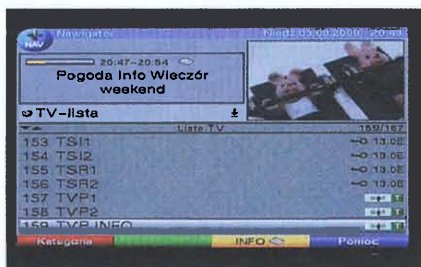 NAV
Nawigator
Niedz 03.09.2006 20:49
20:47-20:54
Pogoda Info Wieczór
weekend
TV-lista
Lista TV 159/167
153 TSI1 13.0E
154 TSI2 13.0E
155 TSR1 13.0E
156 TSR2 13.0E
157 TVP1
158 TVP2
159 TVP INFO
Kategoria
INFO
Pomoc